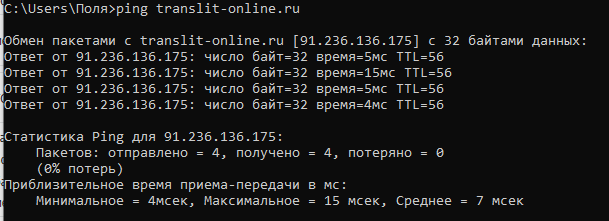 C:\Users\Поля>ping translit-online.ru
Обмен пакетами с translit-online.ru [91.236.136.175] с 32 байтами данных:
Ответ от 91.236.136.175: число байт=32 время=5мс TTL=56
Ответ от 91.236.136.175: число байт=32 время=15мс TTL=56
Ответ от 91.236.136.175: число байт=32 время=5мс TTL=56
Ответ от 91.236.136.175: число байт=32 время=4мс TTL=56
Статистика Ping для 91.236.136.175:
Пакетов: отправлено = 4, получено = 4, потеряно = 0
(0% потерь)
Приблизительное время приема-передачи в мс:
Минимальное = 4мсек, Максимальное = 15 мсек, Среднее = 7 мсек